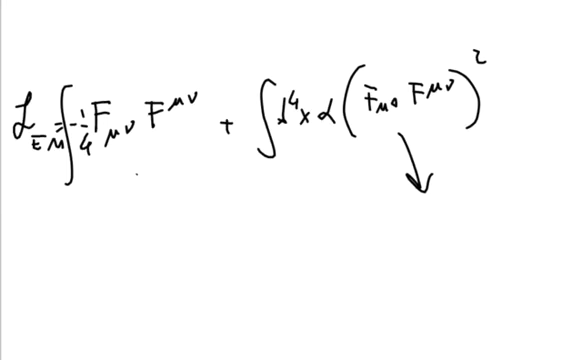 ℒ_EM = ∫ -1/4 F_μν F^μν + ∫ d⁴x α (F_μν F^μν)²